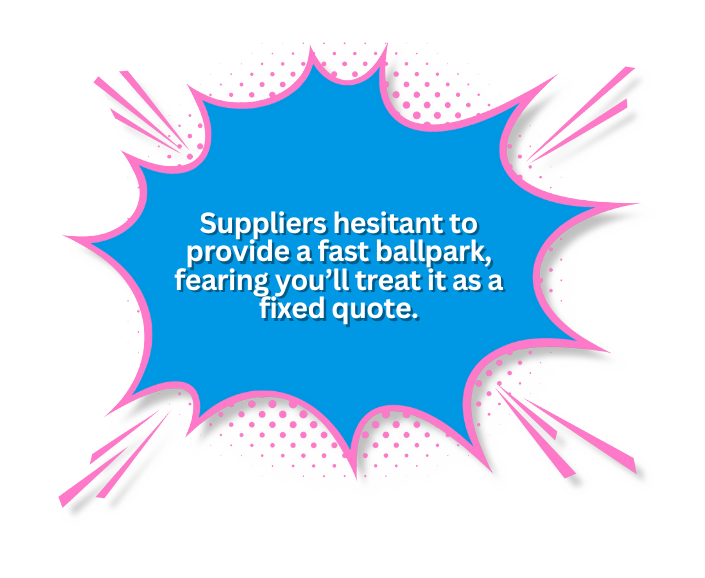 Suppliers hesitant to
provide a fast ballpark,
fearing you’ll treat it as a
fixed quote.